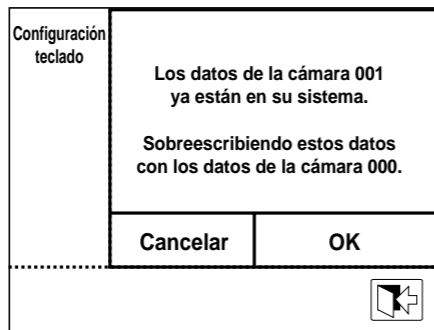 Configuración
teclado
Los datos de la cámara 001
ya están en su sistema.
Sobreescribiendo estos datos
con los datos de la cámara 000.
Cancelar
OK